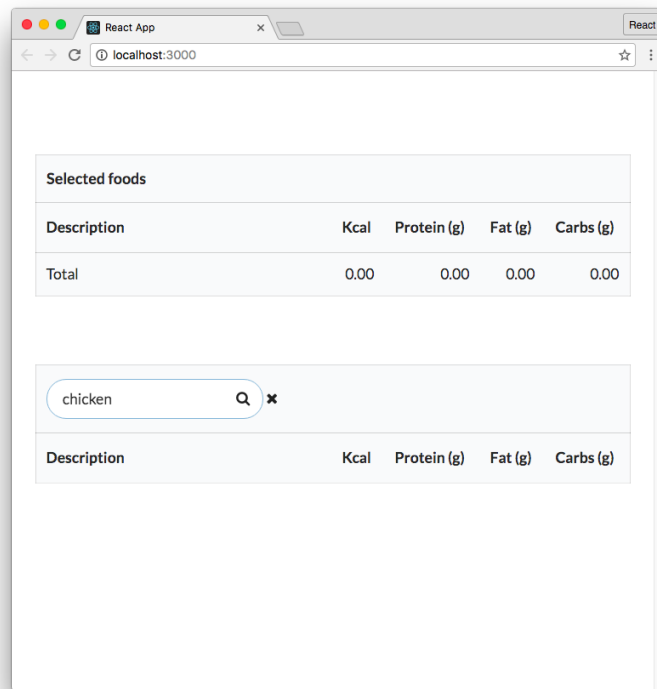 React App
React
localhost:3000
Selected foods
Description Kcal Protein (g) Fat (g) Carbs (g)
Total 0.00 0.00 0.00 0.00
chicken
Description Kcal Protein (g) Fat (g) Carbs (g)